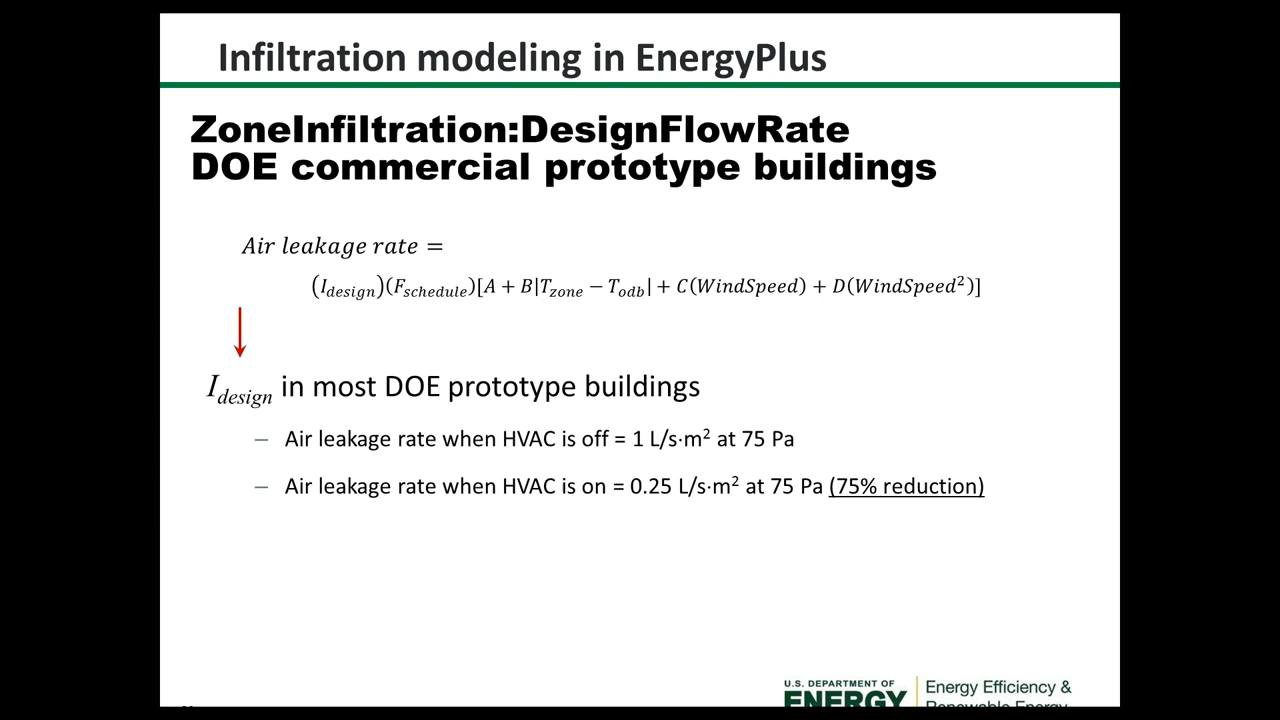 Infiltration modeling in EnergyPlus
ZoneInfiltration:DesignFlowRate
DOE commercial prototype buildings
Air leakage rate =
(I_design)(F_schedule)[A + B|T_zone − T_odb| + C(WindSpeed) + D(WindSpeed²)]
I_design in most DOE prototype buildings
– Air leakage rate when HVAC is off = 1 L/s·m² at 75 Pa
– Air leakage rate when HVAC is on = 0.25 L/s·m² at 75 Pa (75% reduction)
U.S. DEPARTMENT OF
ENERGY
Energy Efficiency &
Renewable Energy